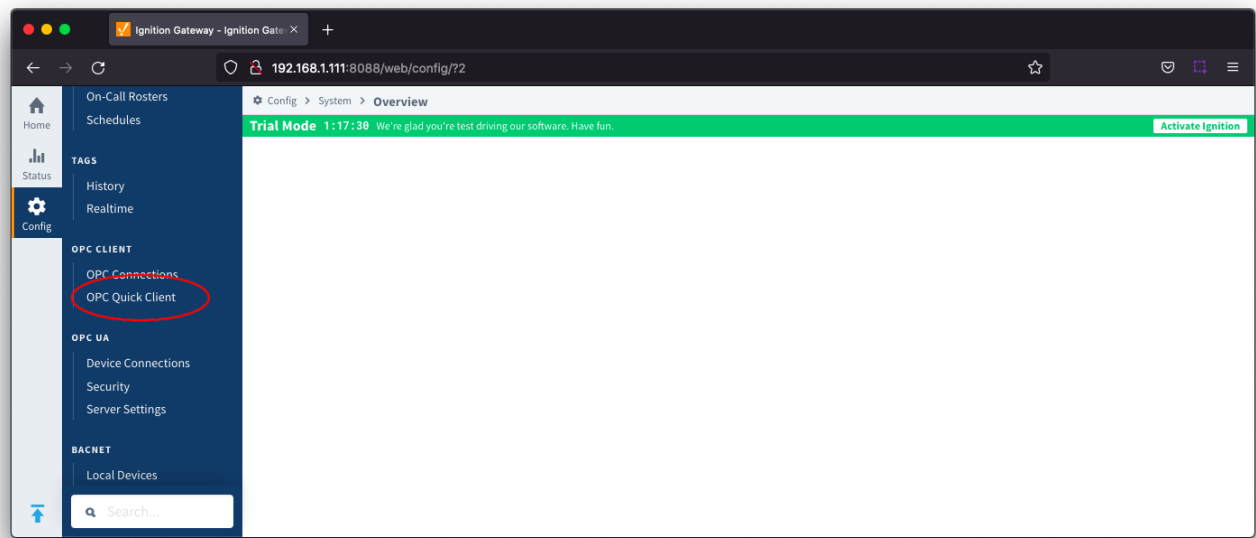 Ignition Gateway - Ignition Gate
192.168.1.111:8088/web/config/?2
Home
Status
Config
On-Call Rosters
Schedules
TAGS
History
Realtime
OPC CLIENT
OPC Connections
OPC Quick Client
OPC UA
Device Connections
Security
Server Settings
BACNET
Local Devices
Search...
Config > System > Overview
Trial Mode 1:17:30 We're glad you're test driving our software. Have fun.
Activate Ignition